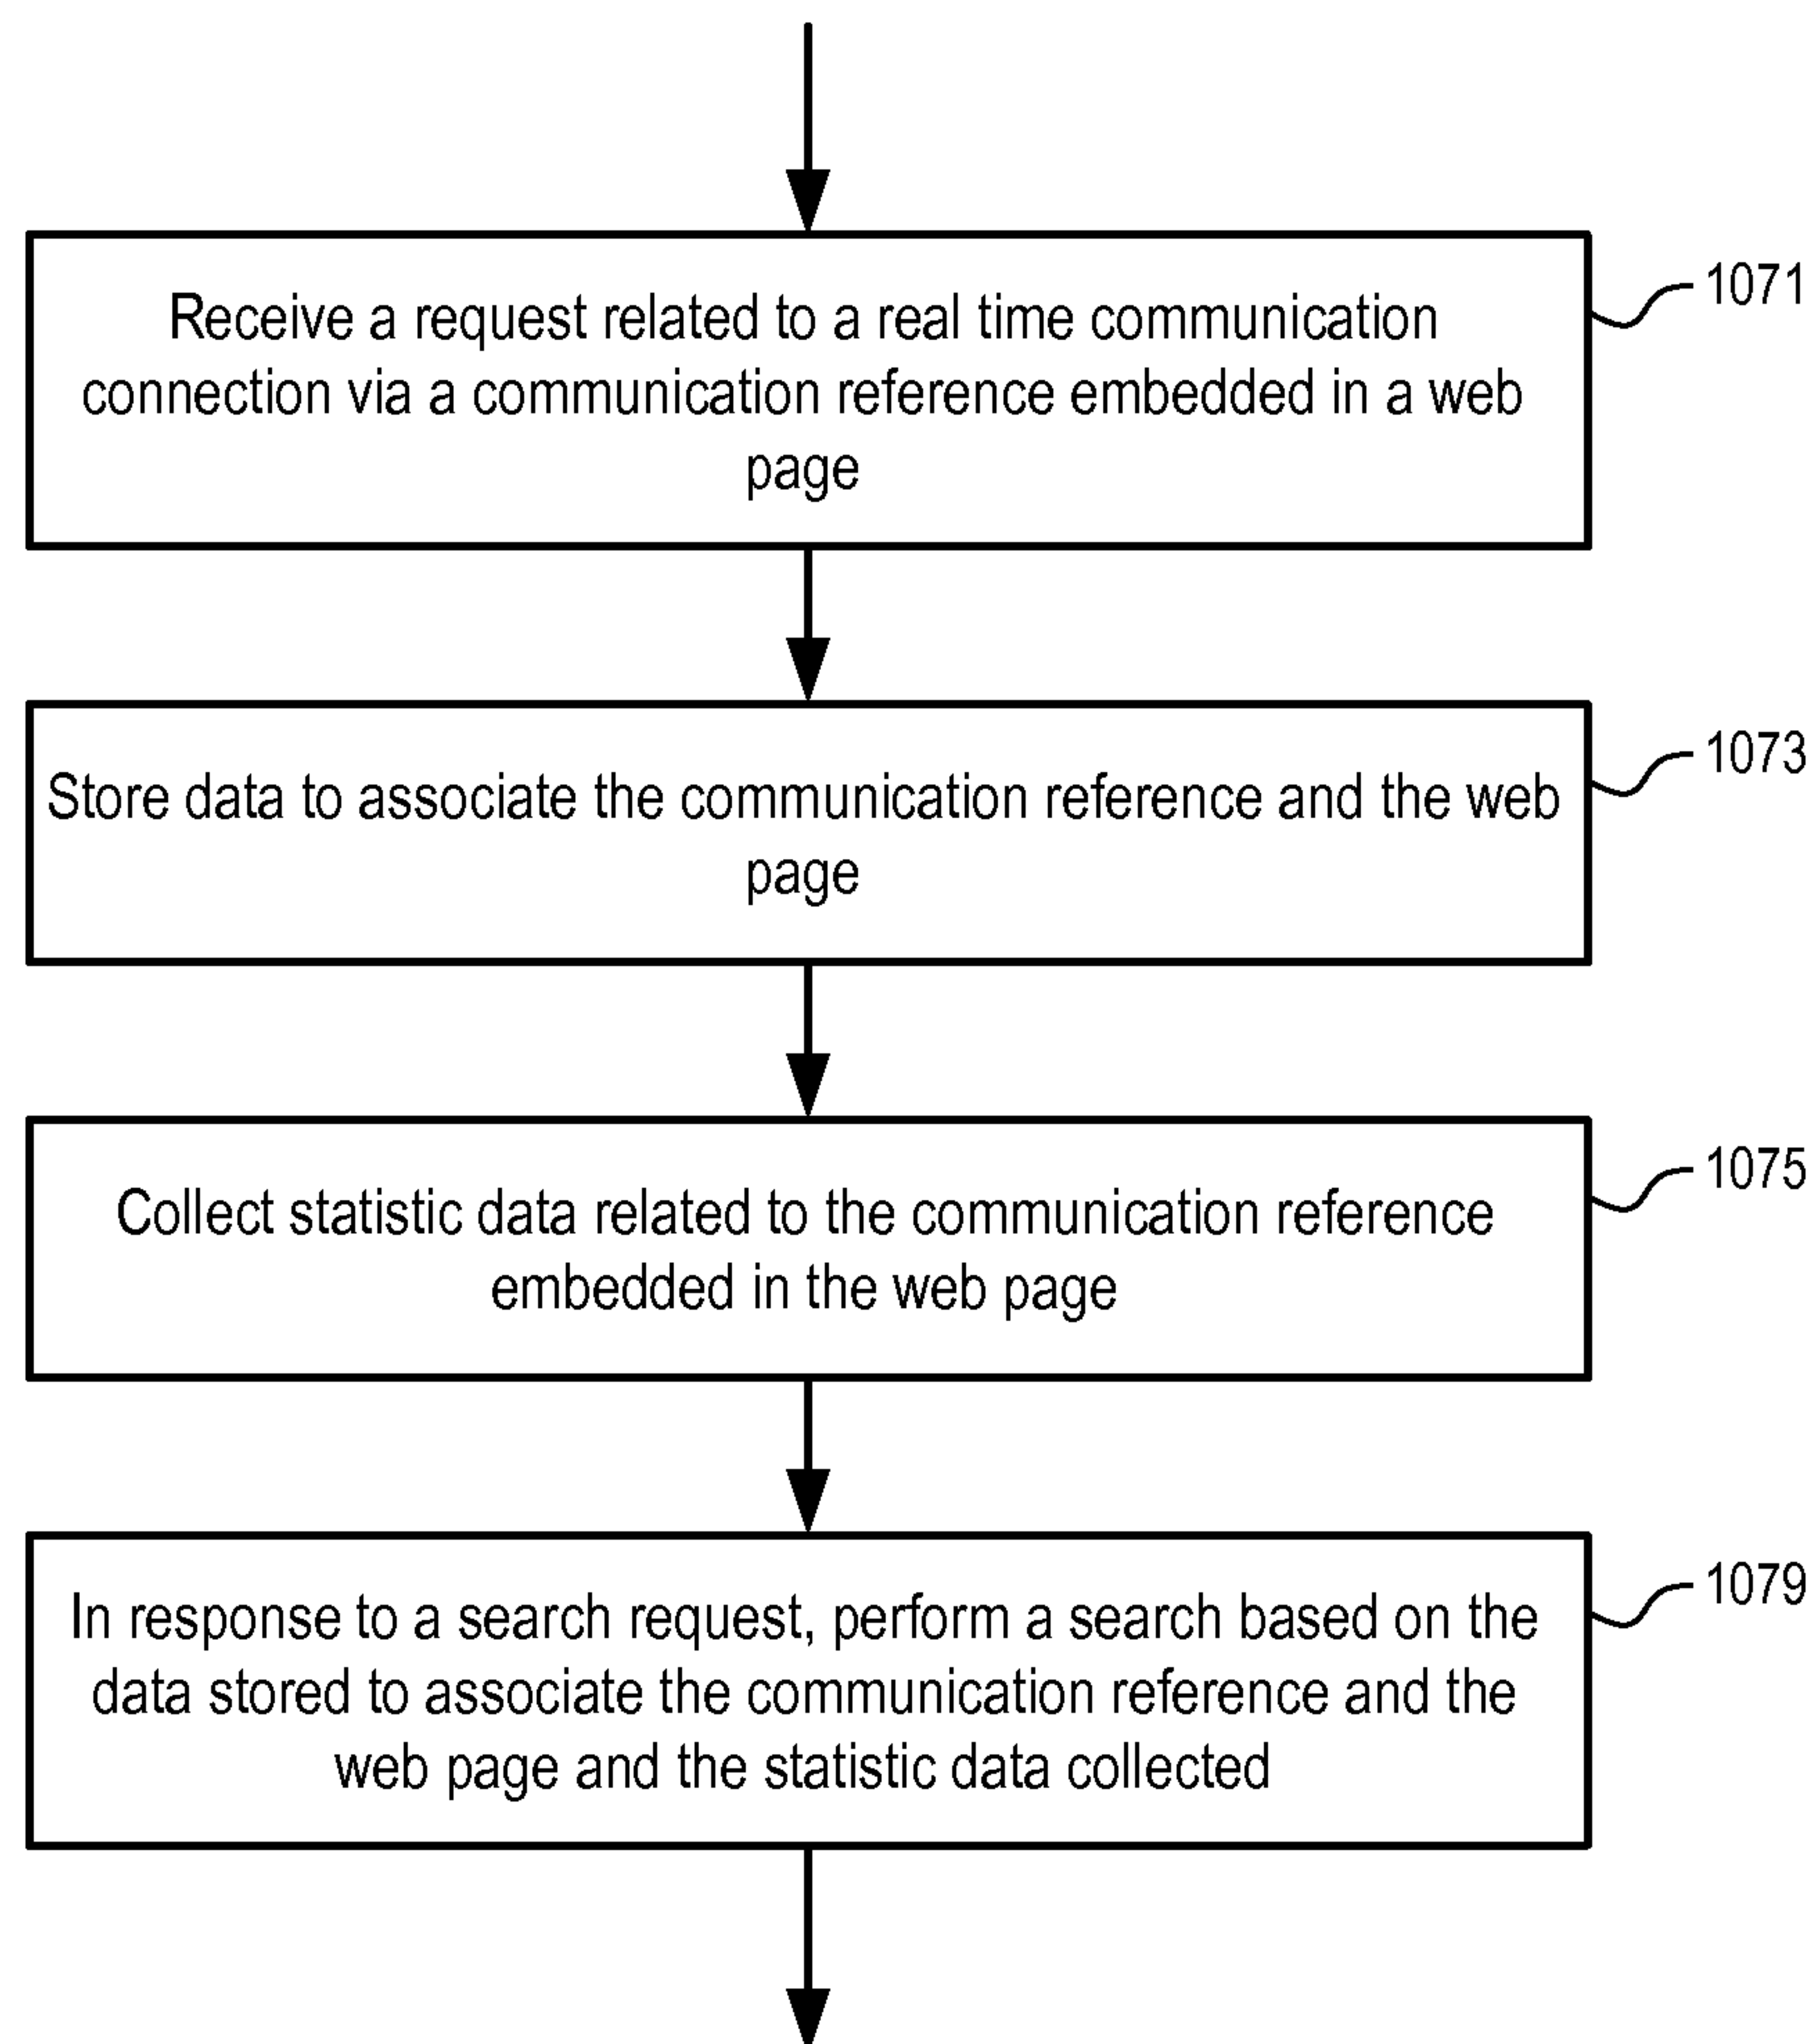 Receive a request related to a real time communication
connection via a communication reference embedded in a web
page
1071
Store data to associate the communication reference and the web
page
1073
Collect statistic data related to the communication reference
embedded in the web page
1075
In response to a search request, perform a search based on the
data stored to associate the communication reference and the
web page and the statistic data collected
1079